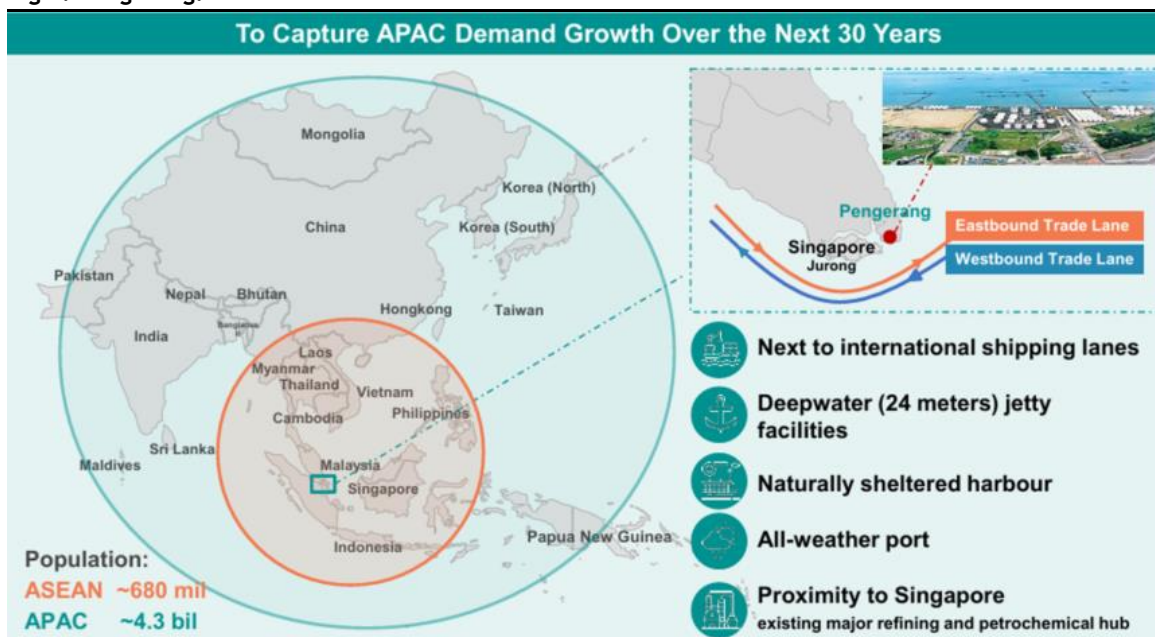 To Capture APAC Demand Growth Over the Next 30 Years
Mongolia
Korea (North)
China
Korea (South)
Pakistan
Nepal
Bhutan
Hongkong
Taiwan
India
Laos
Myanmar
Thailand
Vietnam
Cambodia
Philippines
Sri Lanka
Maldives
Malaysia
Singapore
Indonesia
Papua New Guinea
Population:
ASEAN ~680 mil
APAC ~4.3 bil
Pengerang
Singapore
Jurong
Eastbound Trade Lane
Westbound Trade Lane
Next to international shipping lanes
Deepwater (24 meters) jetty
facilities
Naturally sheltered harbour
All-weather port
Proximity to Singapore
existing major refining and petrochemical hub